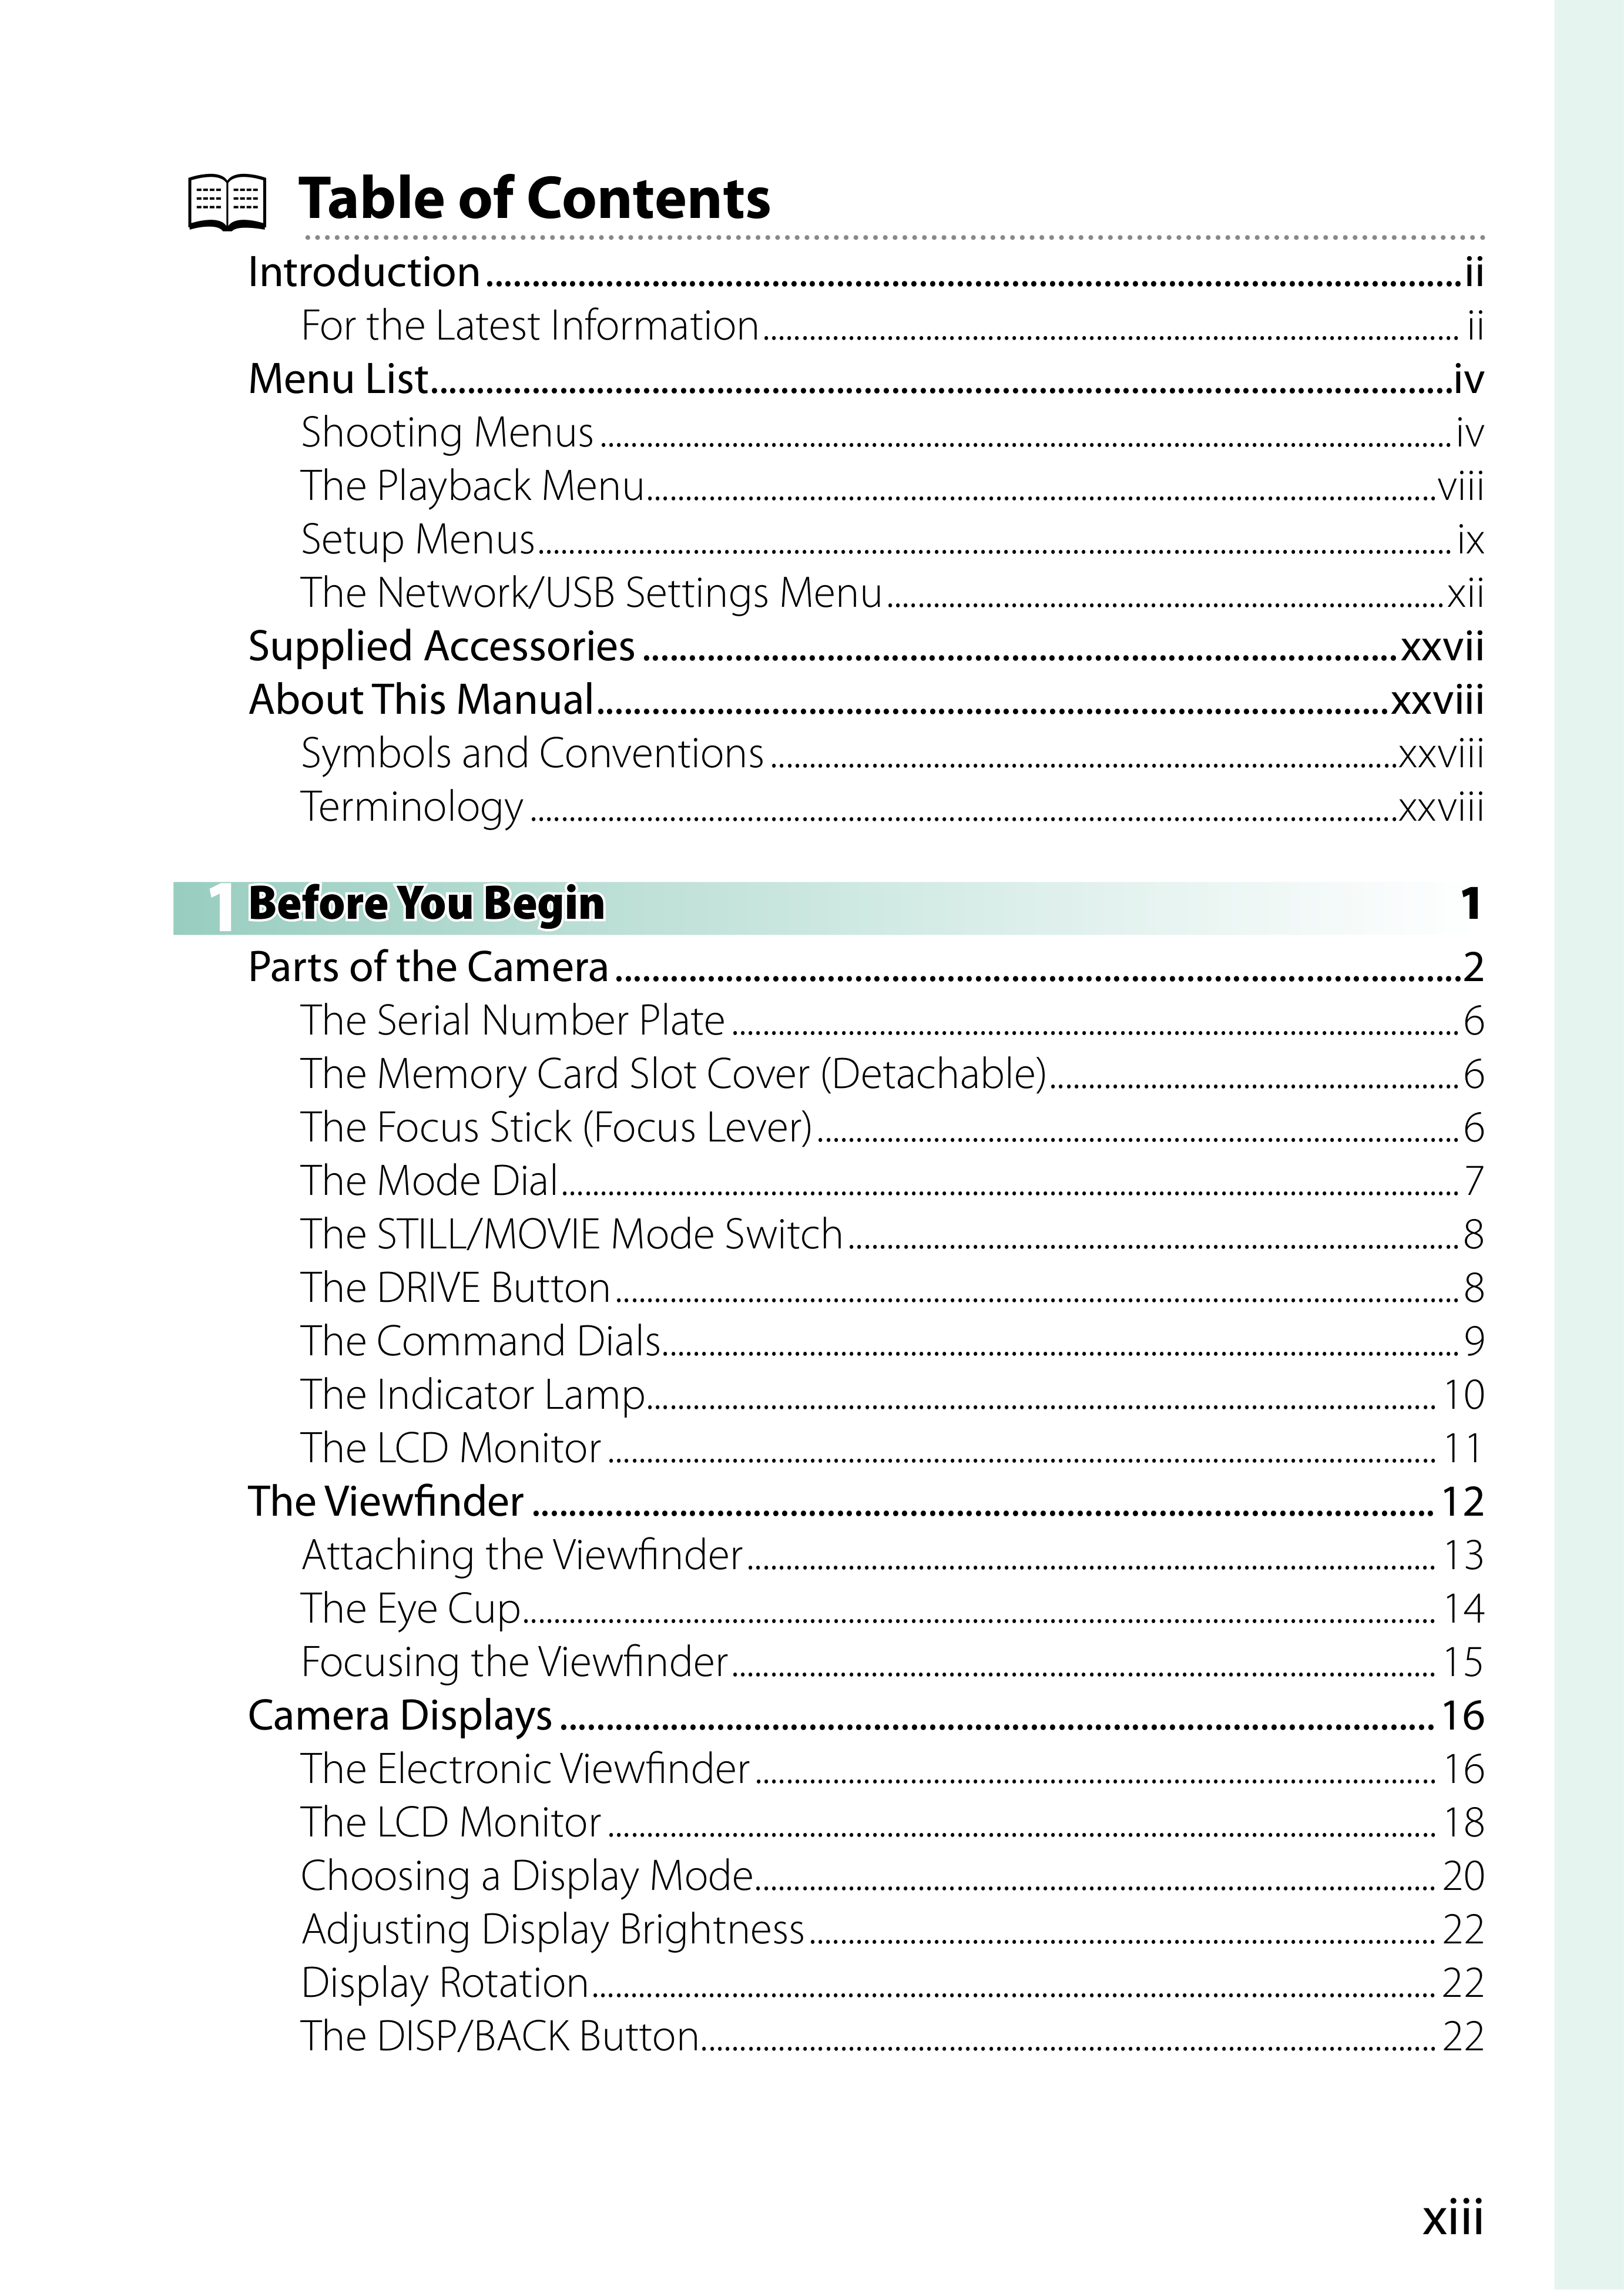 Table of Contents
Introduction ii
For the Latest Information ii
Menu List iv
Shooting Menus iv
The Playback Menu viii
Setup Menus ix
The Network/USB Settings Menu xii
Supplied Accessories xxvii
About This Manual xxviii
Symbols and Conventions xxviii
Terminology xxviii
1 Before You Begin 1
Parts of the Camera 2
The Serial Number Plate 6
The Memory Card Slot Cover (Detachable) 6
The Focus Stick (Focus Lever) 6
The Mode Dial 7
The STILL/MOVIE Mode Switch 8
The DRIVE Button 8
The Command Dials 9
The Indicator Lamp 10
The LCD Monitor 11
The Viewfinder 12
Attaching the Viewfinder 13
The Eye Cup 14
Focusing the Viewfinder 15
Camera Displays 16
The Electronic Viewfinder 16
The LCD Monitor 18
Choosing a Display Mode 20
Adjusting Display Brightness 22
Display Rotation 22
The DISP/BACK Button 22
xiii